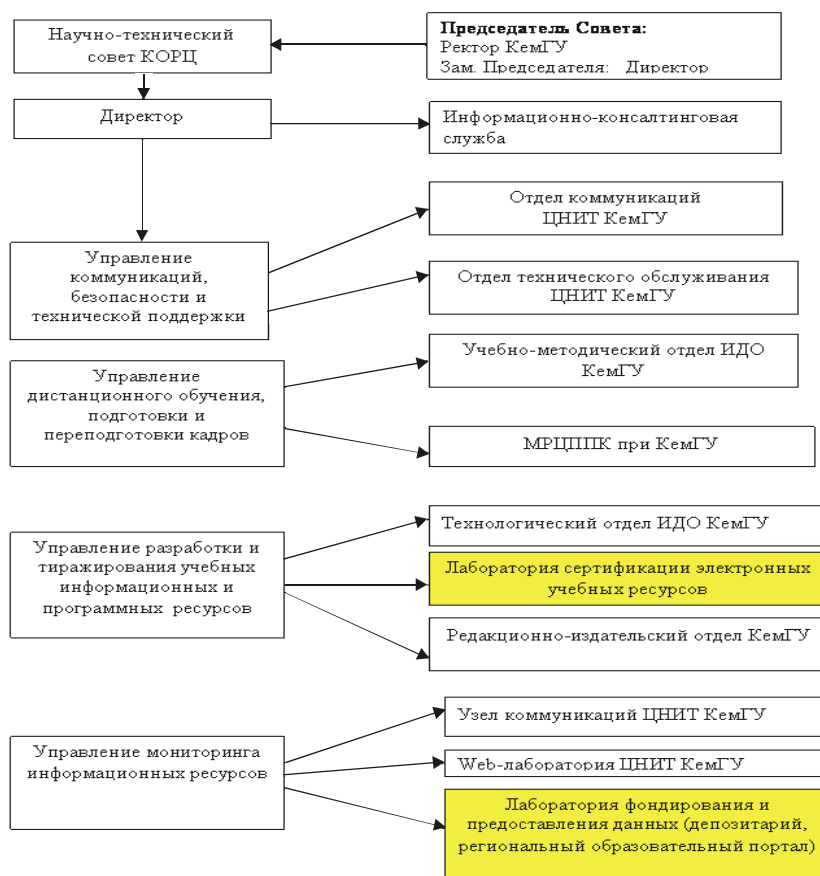 Научно-технический
совет КОРЦ
Председатель Совета:
Ректор КемГУ
Зам. Председателя: Директор
Директор
Информационно-консалтинговая
служба
Отдел коммуникаций
ЦНИТ КемГУ
Управление
коммуникаций,
безопасности и
технической поддержки
Отдел технического обслуживания
ЦНИТ КемГУ
Учебно-методический отдел ИДО
КемГУ
Управление
дистанционного обучения,
подготовки и
переподготовки кадров
МРЦППК при КемГУ
Технологический отдел ИДО КемГУ
Управление разработки и
тиражирования учебных
информационных и
программных ресурсов
Лаборатория сертификации электронных
учебных ресурсов
Редакционно-издательский отдел КемГУ
Узел коммуникаций ЦНИТ КемГУ
Управление мониторинга
информационных ресурсов
Web-лаборатория ЦНИТ КемГУ
Лаборатория фондирования и
предоставления данных (депозитарий,
региональный образовательный портал)